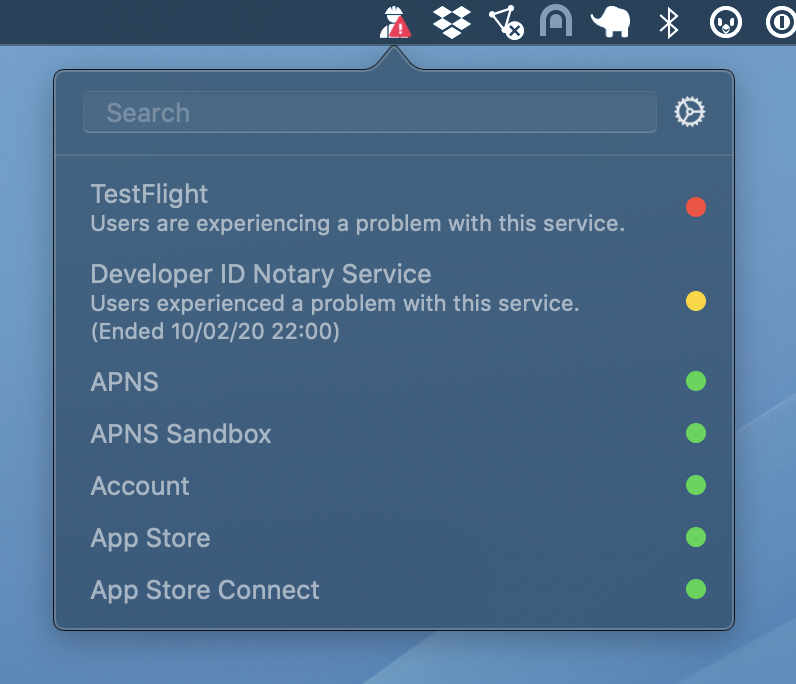 Search
TestFlight
Users are experiencing a problem with this service.
Developer ID Notary Service
Users experienced a problem with this service.
(Ended 10/02/20 22:00)
APNS
APNS Sandbox
Account
App Store
App Store Connect